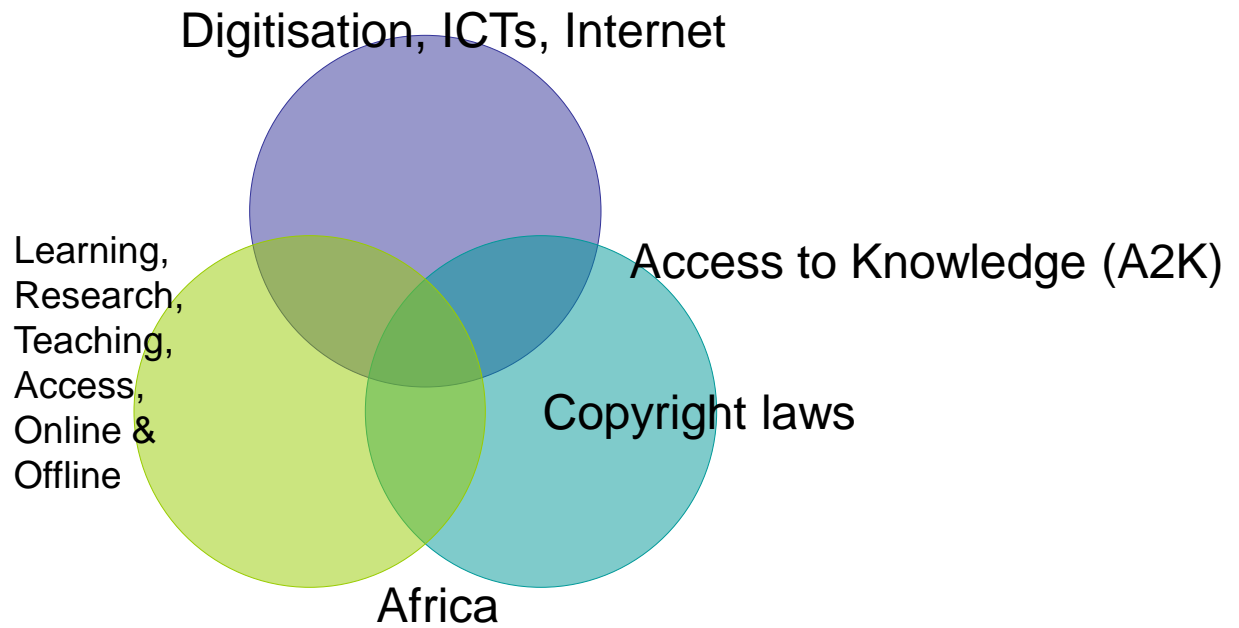 Digitisation, ICTs, Internet
Learning,
Research,
Teaching,
Access,
Online &
Offline
Access to Knowledge (A2K)
Copyright laws
Africa